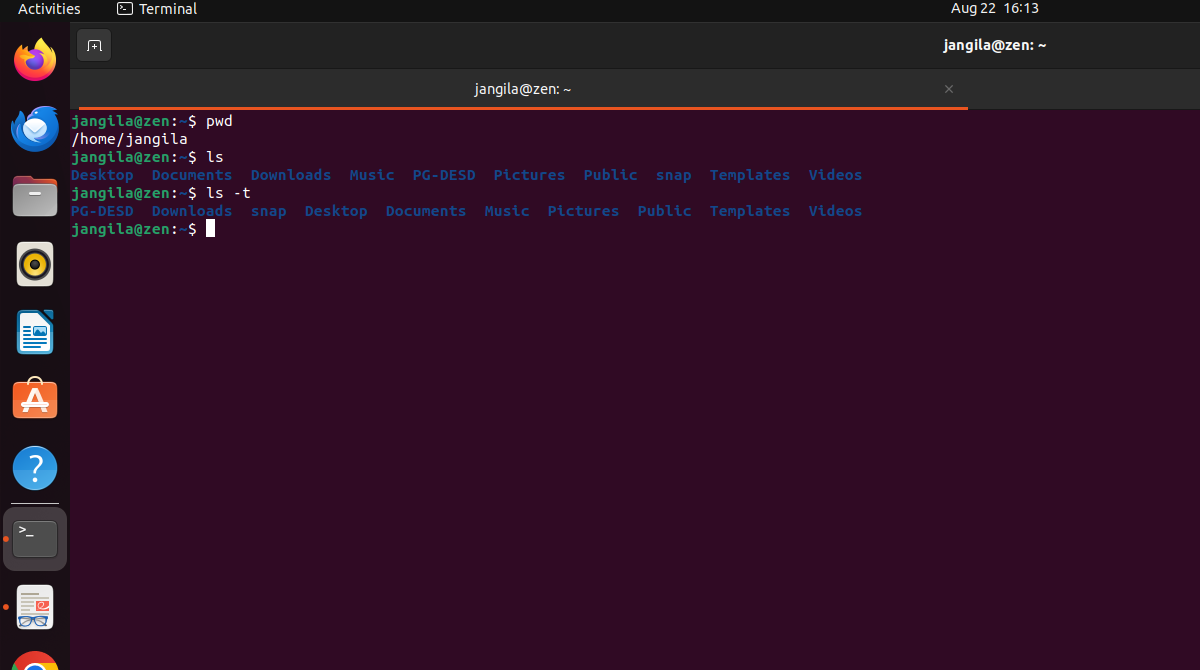 Activities Terminal Aug 22 16:13
jangila@zen: ~
jangila@zen: ~ ×
jangila@zen:~$ pwd
/home/jangila
jangila@zen:~$ ls
Desktop Documents Downloads Music PG-DESD Pictures Public snap Templates Videos
jangila@zen:~$ ls -t
PG-DESD Downloads snap Desktop Documents Music Pictures Public Templates Videos
jangila@zen:~$